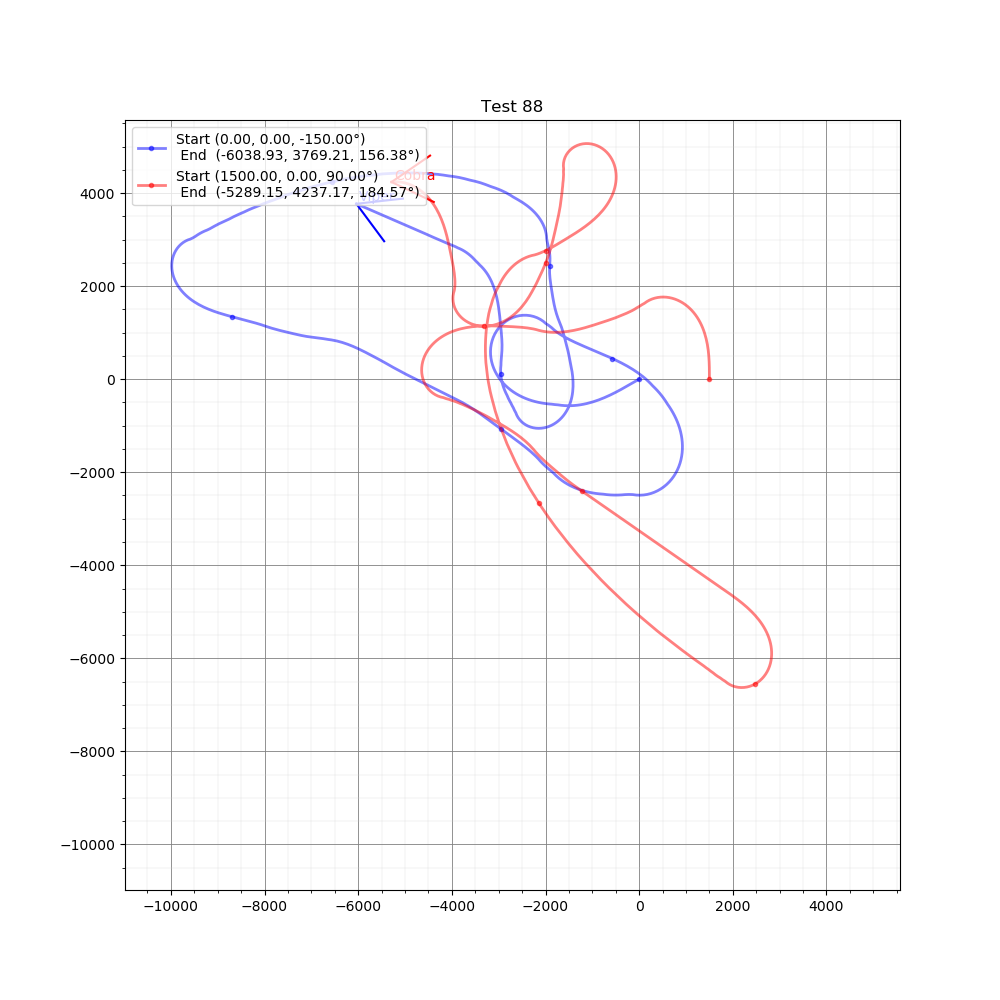 Test 88
Start (0.00, 0.00, -150.00°)
End  (-6038.93, 3769.21, 156.38°)
Start (1500.00, 0.00, 90.00°)
End  (-5289.15, 4237.17, 184.57°)
Cobra
4000
2000
0
−2000
−4000
−6000
−8000
−10000
−10000 −8000 −6000 −4000 −2000 0 2000 4000